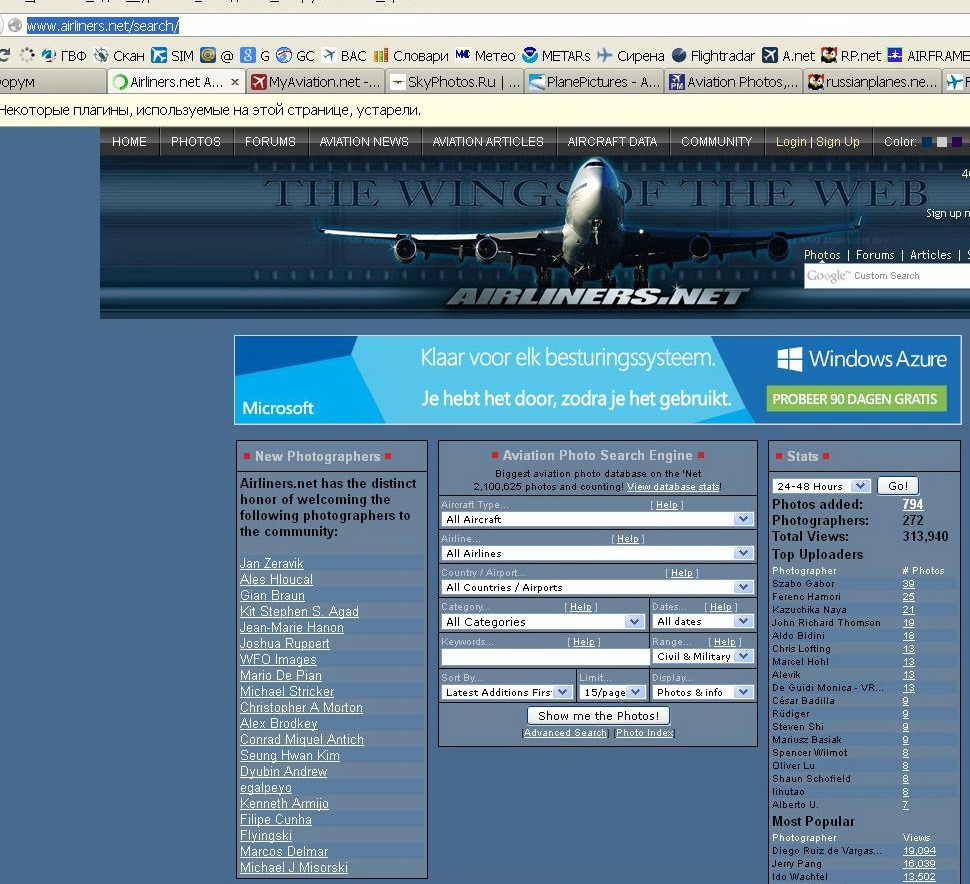 www.airliners.net/search/
ГВФ Скан SIM @ G GC ВАС Словари Метео METARs Сирена Flightradar A.net RP.net AIRFRAME
орум Airliners.net A... × MyAviation.net -... SkyPhotos.Ru | ... PlanePictures - A... Aviation Photos,... russianplanes.ne...
Некоторые плагины, используемые на этой странице, устарели.
HOME PHOTOS FORUMS AVIATION NEWS AVIATION ARTICLES AIRCRAFT DATA COMMUNITY Login | Sign Up Color:
THE WINGS OF THE WEB
Sign up n
Photos | Forums | Articles |
Google™ Custom Search
AIRLINERS.NET
Klaar voor elk besturingssysteem.
Je hebt het door, zodra je het gebruikt.
Microsoft
Windows Azure
PROBEER 90 DAGEN GRATIS
New Photographers
Airliners.net has the distinct
honor of welcoming the
following photographers to
the community:
Jan Zeravik
Ales Hloucal
Gian Braun
Kit Stephen S. Agad
Jean-Marie Hanon
Joshua Ruppert
WFO Images
Mario De Pian
Michael Stricker
Christopher A Morton
Alex Brodkey
Conrad Miquel Antich
Seung Hwan Kim
Dyubin Andrew
egalpeyo
Kenneth Armijo
Filipe Cunha
Flyingski
Marcos Delmar
Michael J Misorski
Aviation Photo Search Engine
Biggest aviation photo database on the 'Net
2,100,625 photos and counting! View database stats!
Aircraft Type... [ Help ]
All Aircraft
Airline... [ Help ]
All Airlines
Country / Airport... [ Help ]
All Countries / Airports
Category... [ Help ] Dates... [ Help ]
All Categories All dates
Keywords... [ Help ] Range... [ Help ]
Civil & Military
Sort By... Limit... Display...
Latest Additions Firs 15/page Photos & info
Show me the Photos!
[Advanced Search] [Photo Index]
Stats
24-48 Hours Go!
Photos added: 794
Photographers: 272
Total Views: 313,940
Top Uploaders
Photographer # Photos
Szabo Gabor 39
Ferenc Hamori 25
Kazuchika Naya 21
John Richard Thomson 19
Aldo Bidini 18
Chris Lofting 13
Marcel Hohl 13
Alevik 13
De Guidi Monica - VR... 13
César Badilla 9
Rüdiger 9
Steven Shi 9
Mariusz Basiak 9
Spencer Wilmot 8
Oliver Lu 8
Shaun Schofield 8
lihutao 8
Alberto U. 7
Most Popular
Photographer Views
Diego Ruiz de Vargas... 19,094
Jerry Pang 16,039
Ido Wachtel 13,502